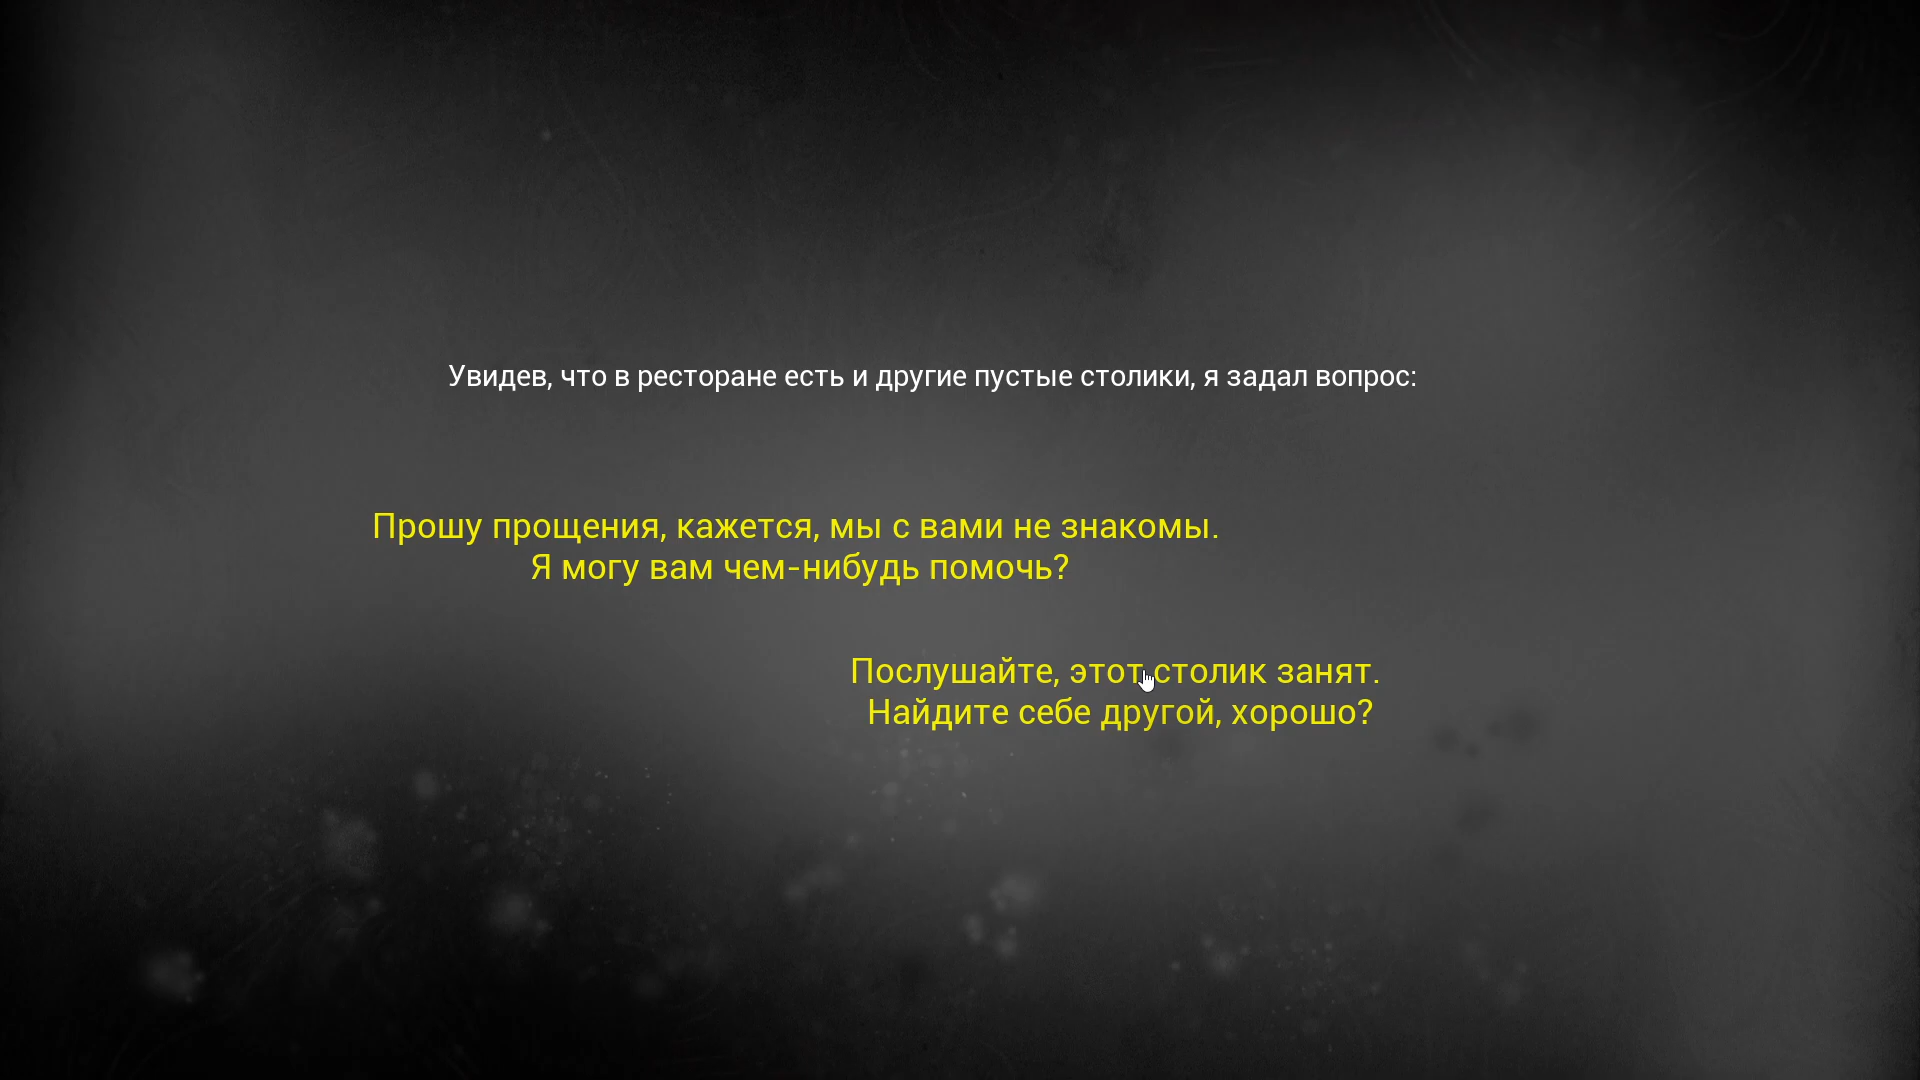 Увидев, что в ресторане есть и другие пустые столики, я задал вопрос:
Прошу прощения, кажется, мы с вами не знакомы.
Я могу вам чем-нибудь помочь?
Послушайте, этот столик занят.
Найдите себе другой, хорошо?